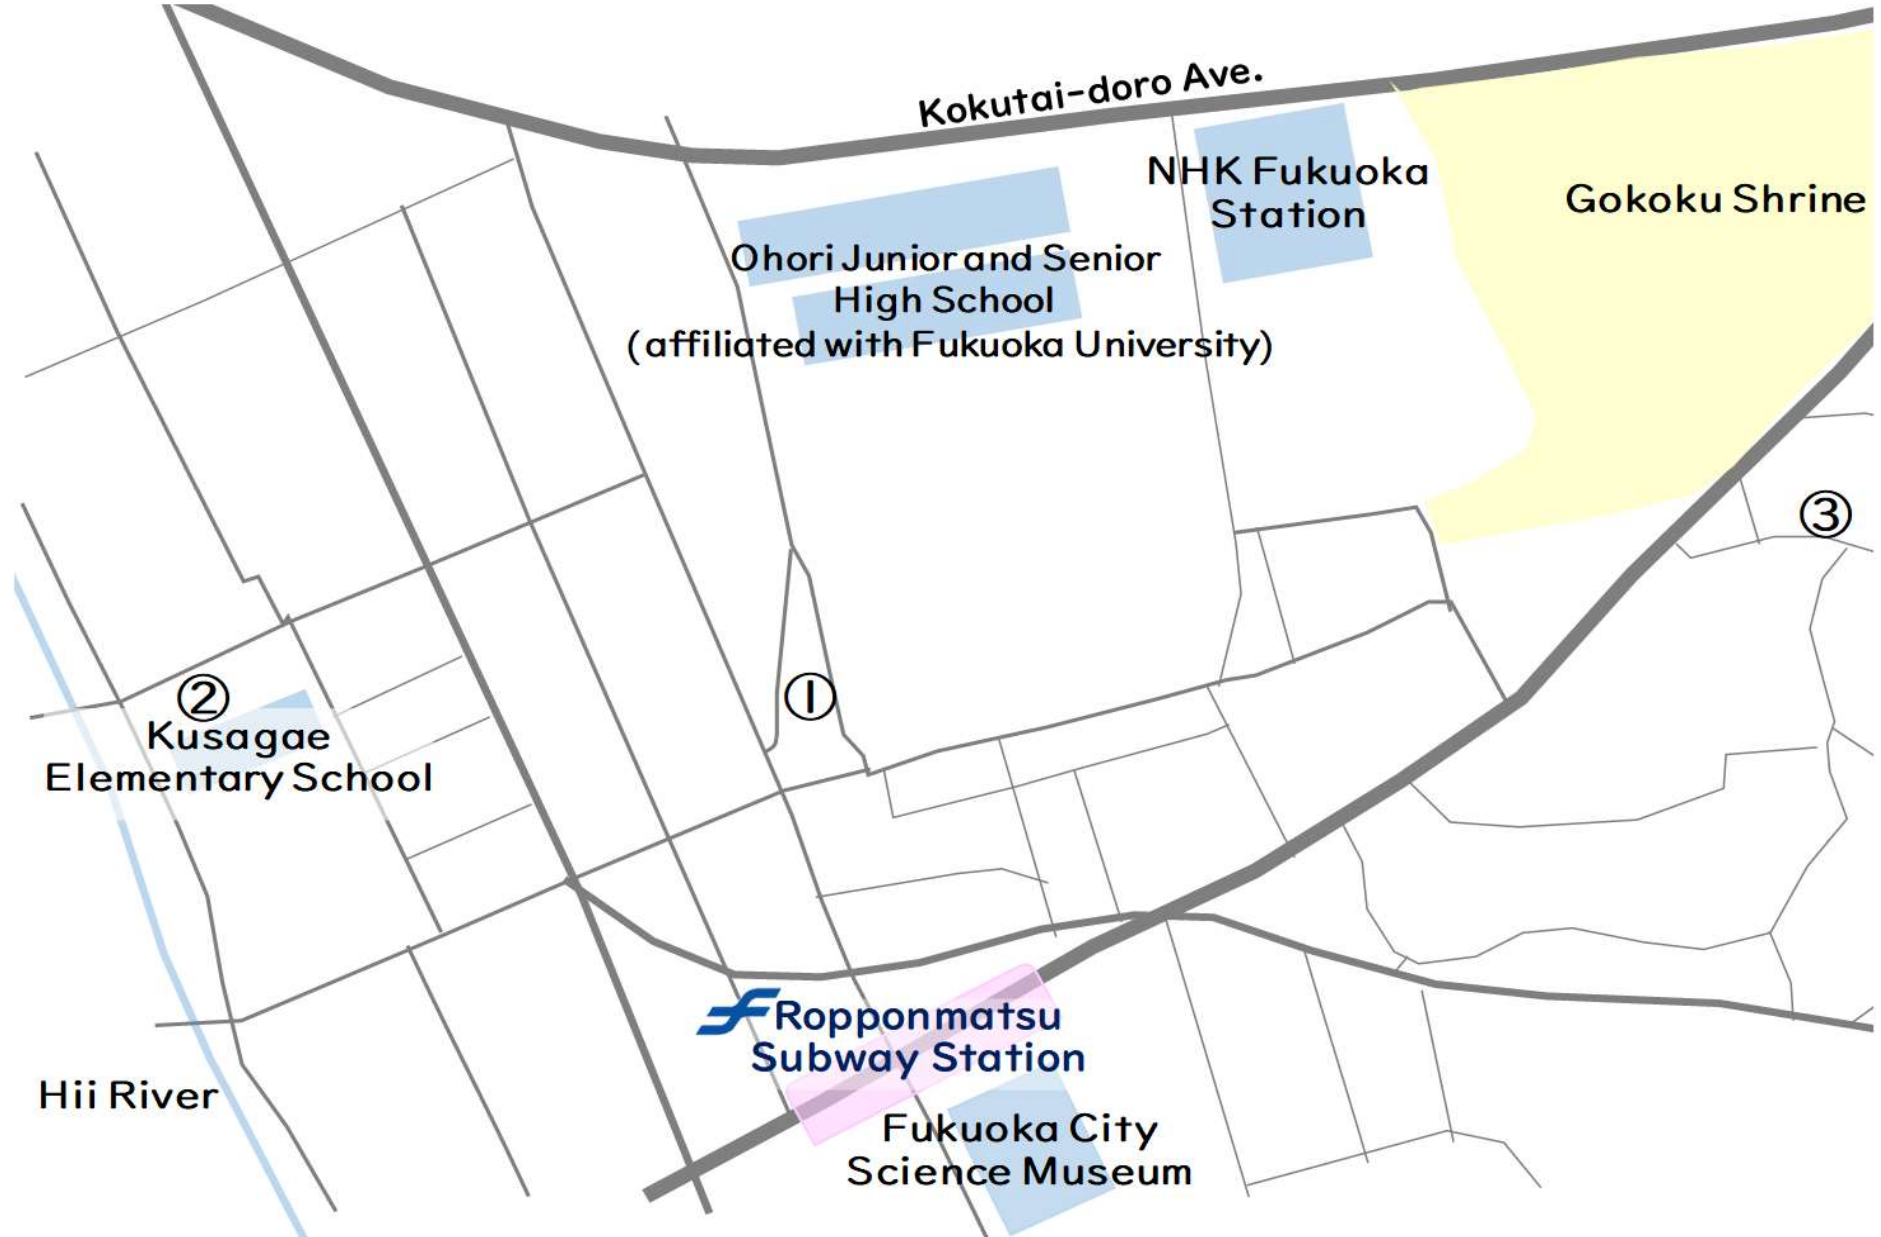 Kokutai-doro Ave.
NHK Fukuoka
Station
Gokoku Shrine
Ohori Junior and Senior
High School
(affiliated with Fukuoka University)
③
①
②
Kusagae
Elementary School
Ropponmatsu
Subway Station
Hii River
Fukuoka City
Science Museum